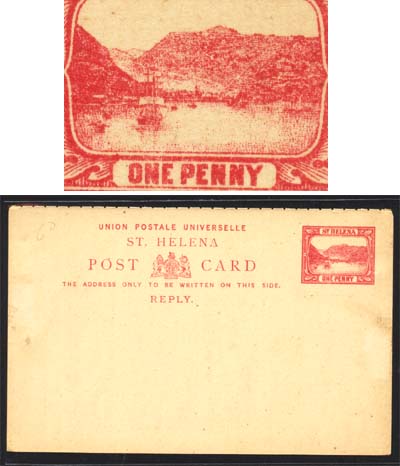 ONE PENNY
UNION POSTALE UNIVERSELLE
ST. HELENA
POST CARD
THE ADDRESS ONLY TO BE WRITTEN ON THIS SIDE.
REPLY.
ST HELENA
ONE PENNY